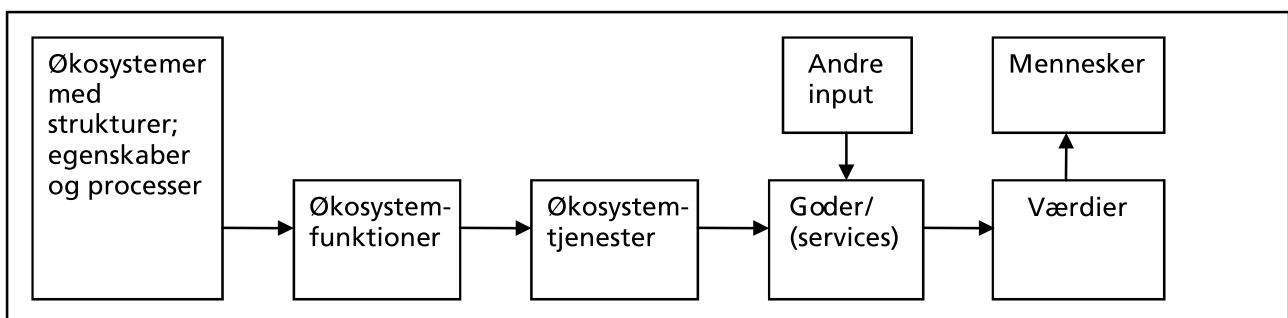 Økosystemer
med
strukturer;
egenskaber
og processer
Økosystem-
funktioner
Økosystem-
tjenester
Andre
input
Goder/
(services)
Mennesker
Værdier